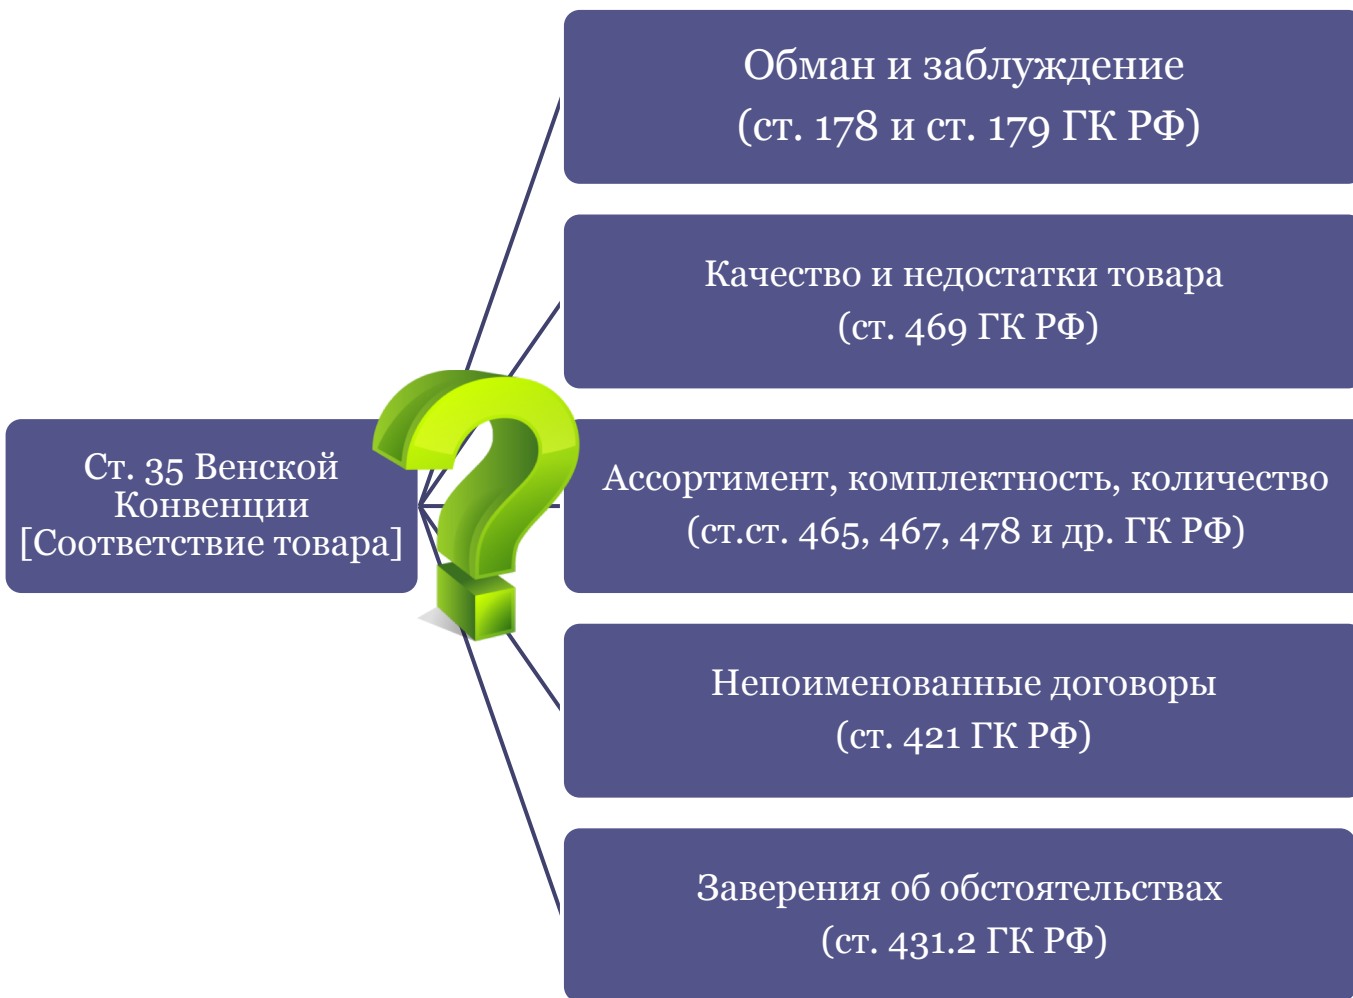 Обман и заблуждение
(ст. 178 и ст. 179 ГК РФ)
Качество и недостатки товара
(ст. 469 ГК РФ)
Ст. 35 Венской
Конвенции
[Соответствие товара]
Ассортимент, комплектность, количество
(ст.ст. 465, 467, 478 и др. ГК РФ)
Непоименованные договоры
(ст. 421 ГК РФ)
Заверения об обстоятельствах
(ст. 431.2 ГК РФ)